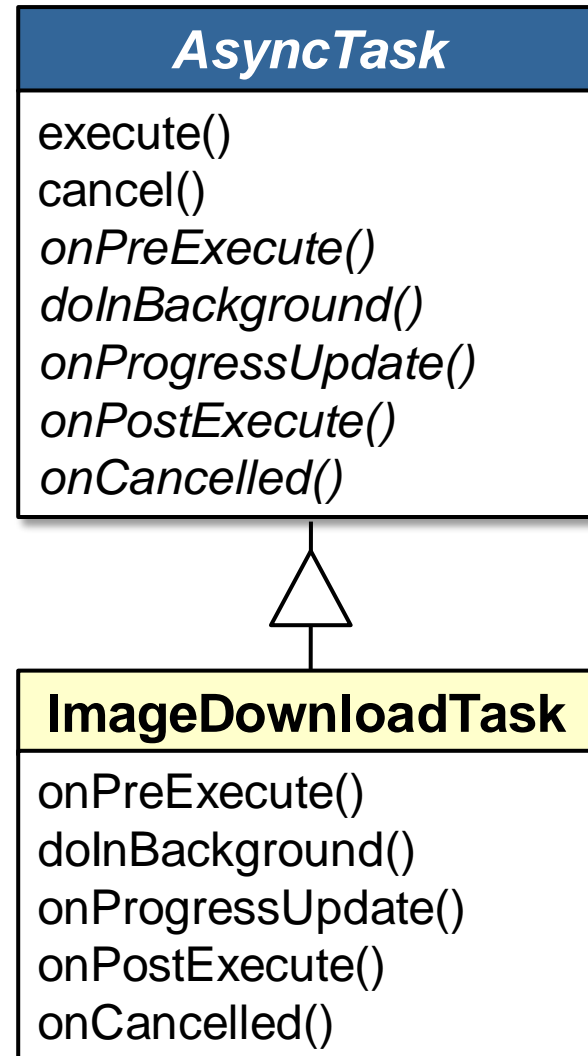 AsyncTask
execute()
cancel()
onPreExecute()
doInBackground()
onProgressUpdate()
onPostExecute()
onCancelled()
ImageDownloadTask
onPreExecute()
doInBackground()
onProgressUpdate()
onPostExecute()
onCancelled()